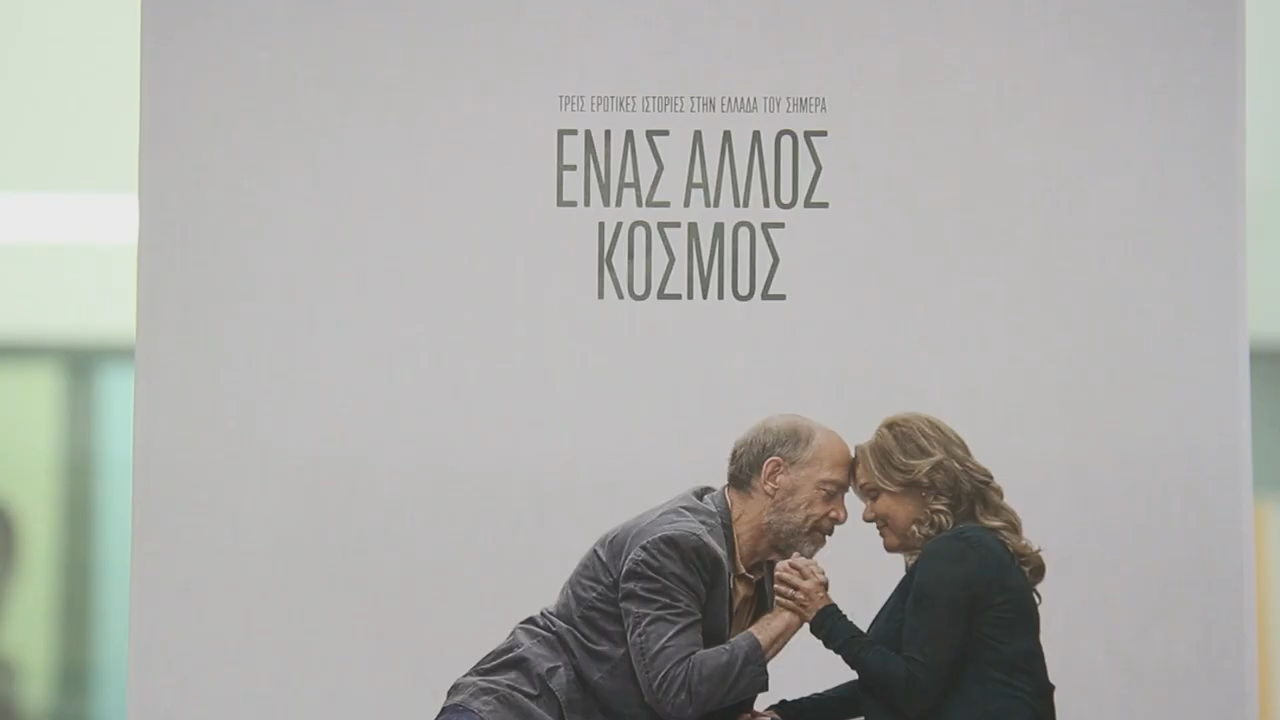 ΤΡΕΙΣ ΕΡΩΤΙΚΕΣ ΙΣΤΟΡΙΕΣ ΣΤΗΝ ΕΛΛΑΔΑ ΤΟΥ ΣΗΜΕΡΑ
ΕΝΑΣ ΑΛΛΟΣ
ΚΟΣΜΟΣ